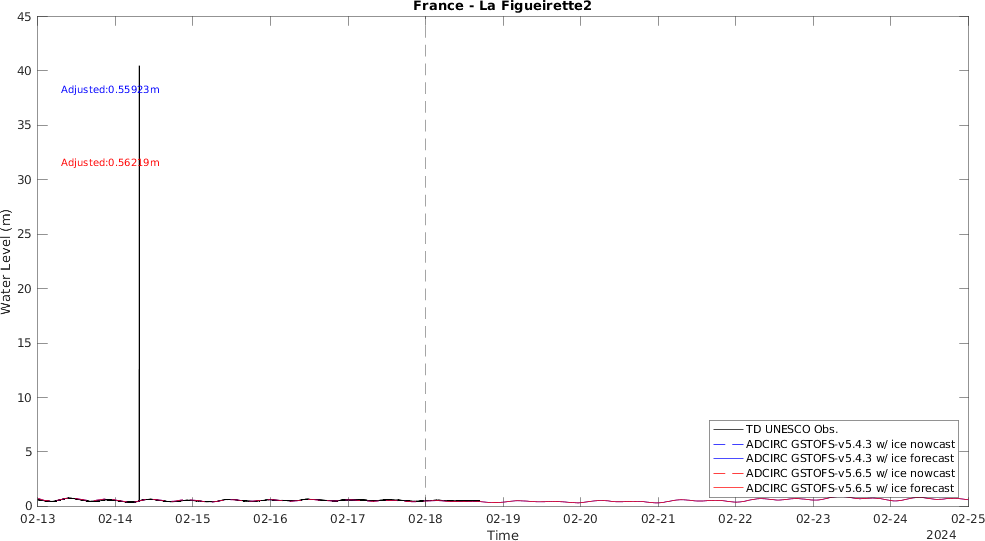 France - La Figueirette2
45
40
35
30
25
20
15
10
5
0
Water Level (m)
Adjusted:0.55923m
Adjusted:0.56219m
TD UNESCO Obs.
ADCIRC GSTOFS-v5.4.3 w/ ice nowcast
ADCIRC GSTOFS-v5.4.3 w/ ice forecast
ADCIRC GSTOFS-v5.6.5 w/ ice nowcast
ADCIRC GSTOFS-v5.6.5 w/ ice forecast
02-13 02-14 02-15 02-16 02-17 02-18 02-19 02-20 02-21 02-22 02-23 02-24 02-25
Time
2024